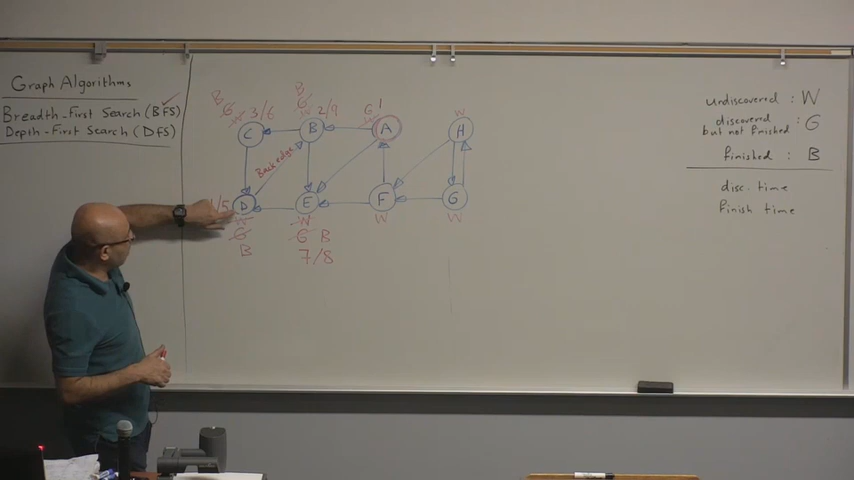 Graph Algorithms
Breadth-First Search (BFS)
Depth-First Search (DFS)
B
G
W 3/6
B
G
W 2/9
G 1
W
W
C
B
A
H
Back edge
/5
D
E
F
G
W
G
B
W
G B
7/8
W
W
undiscovered : W
discovered
but not finished : G
finished : B
disc. time
finish time